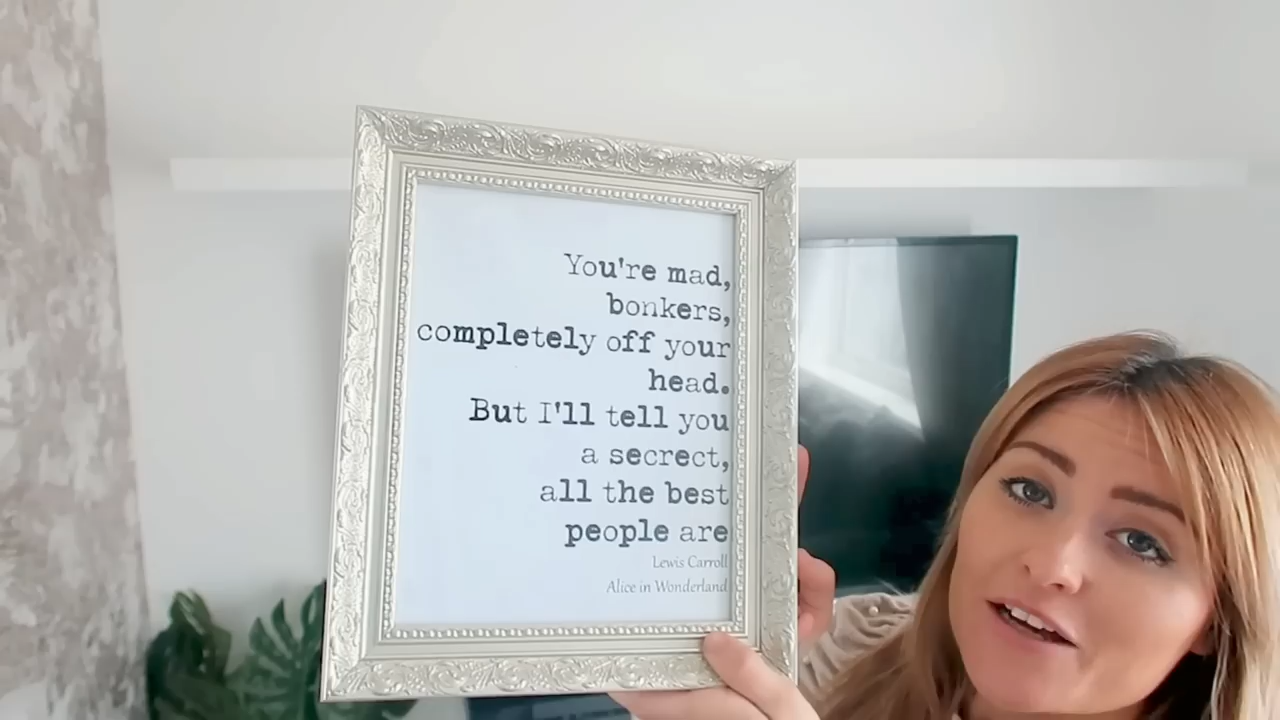 You're mad,
bonkers,
completely off your
head.
But I'll tell you
a secrect,
all the best
people are
Lewis Carroll
Alice in Wonderland